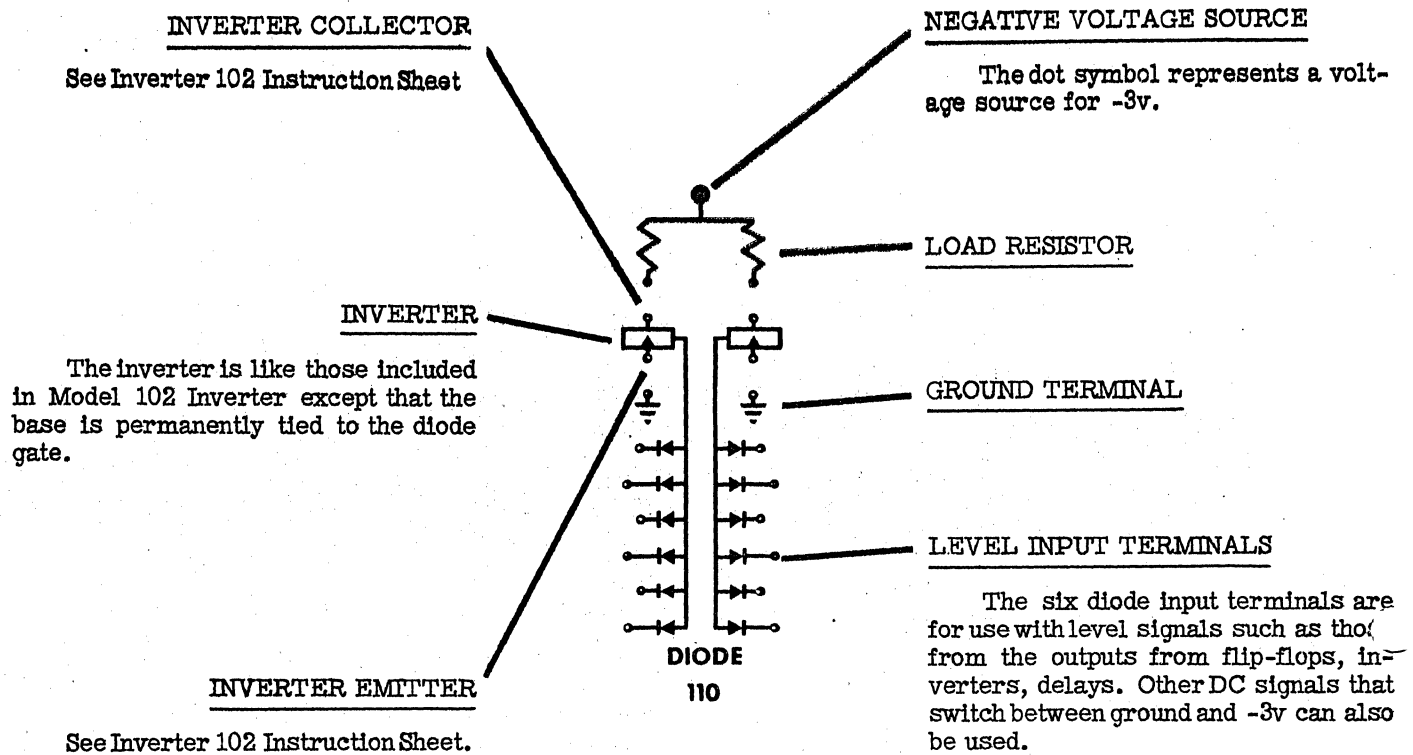 INVERTER COLLECTOR
See Inverter 102 Instruction Sheet
NEGATIVE VOLTAGE SOURCE
The dot symbol represents a volt-
age source for -3v.
LOAD RESISTOR
INVERTER
The inverter is like those included
in Model 102 Inverter except that the
base is permanently tied to the diode
gate.
GROUND TERMINAL
LEVEL INPUT TERMINALS
The six diode input terminals are
for use with level signals such as
from the outputs from flip-flops, in-
verters, delays. Other DC signals that
switch between ground and -3v can also
be used.
DIODE
110
INVERTER EMITTER
See Inverter 102 Instruction Sheet.